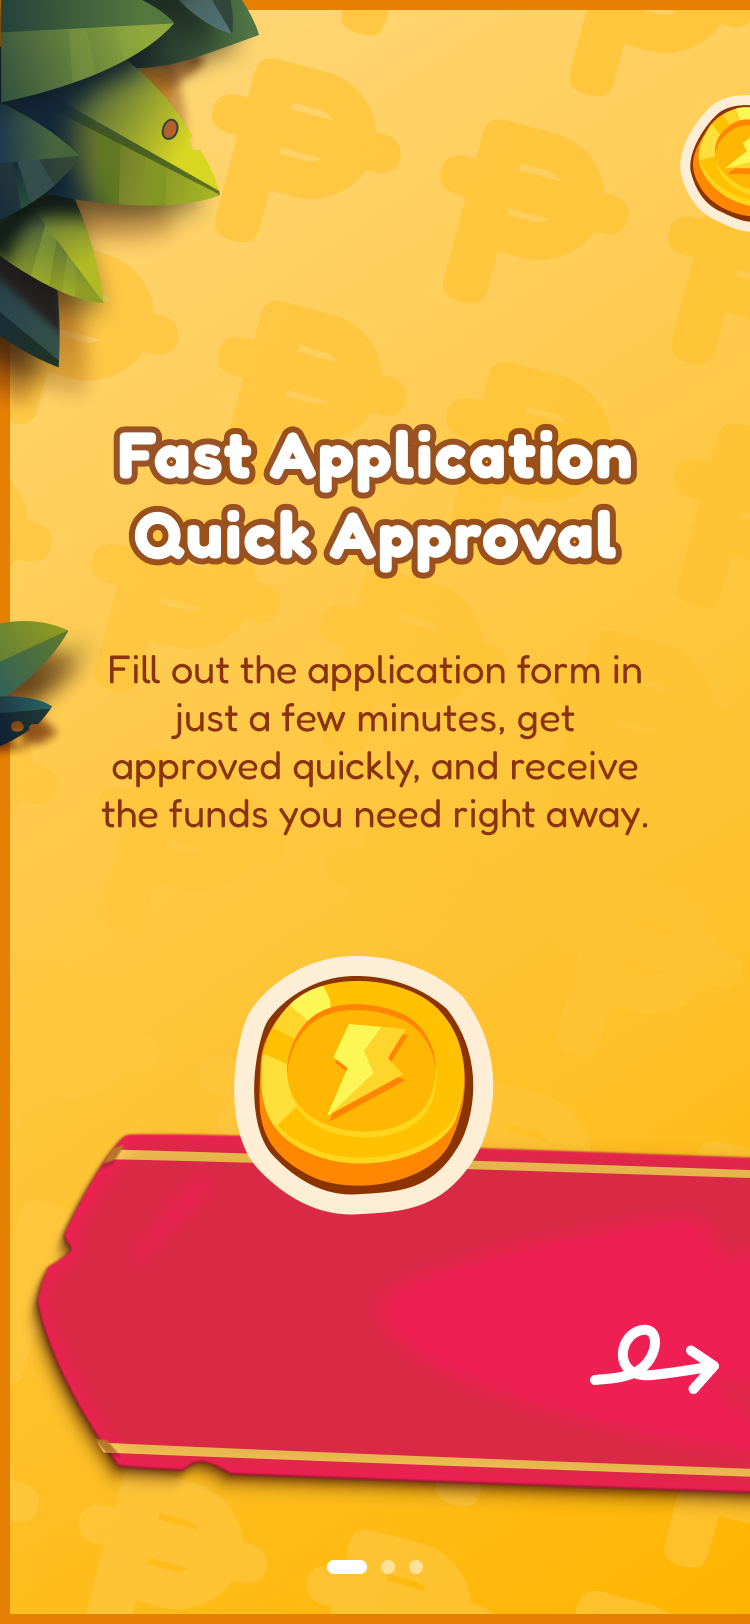 Fast Application
Quick Approval
Fill out the application form in
just a few minutes, get
approved quickly, and receive
the funds you need right away.